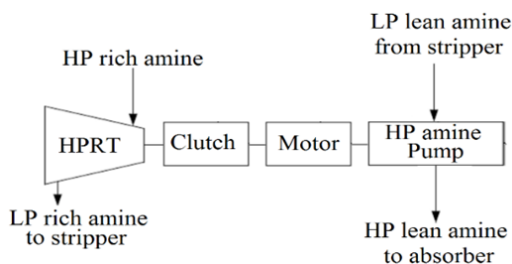 LP lean amine
from stripper
HP rich amine
HPRT
Clutch
Motor
HP amine
Pump
LP rich amine
to stripper
HP lean amine
to absorber